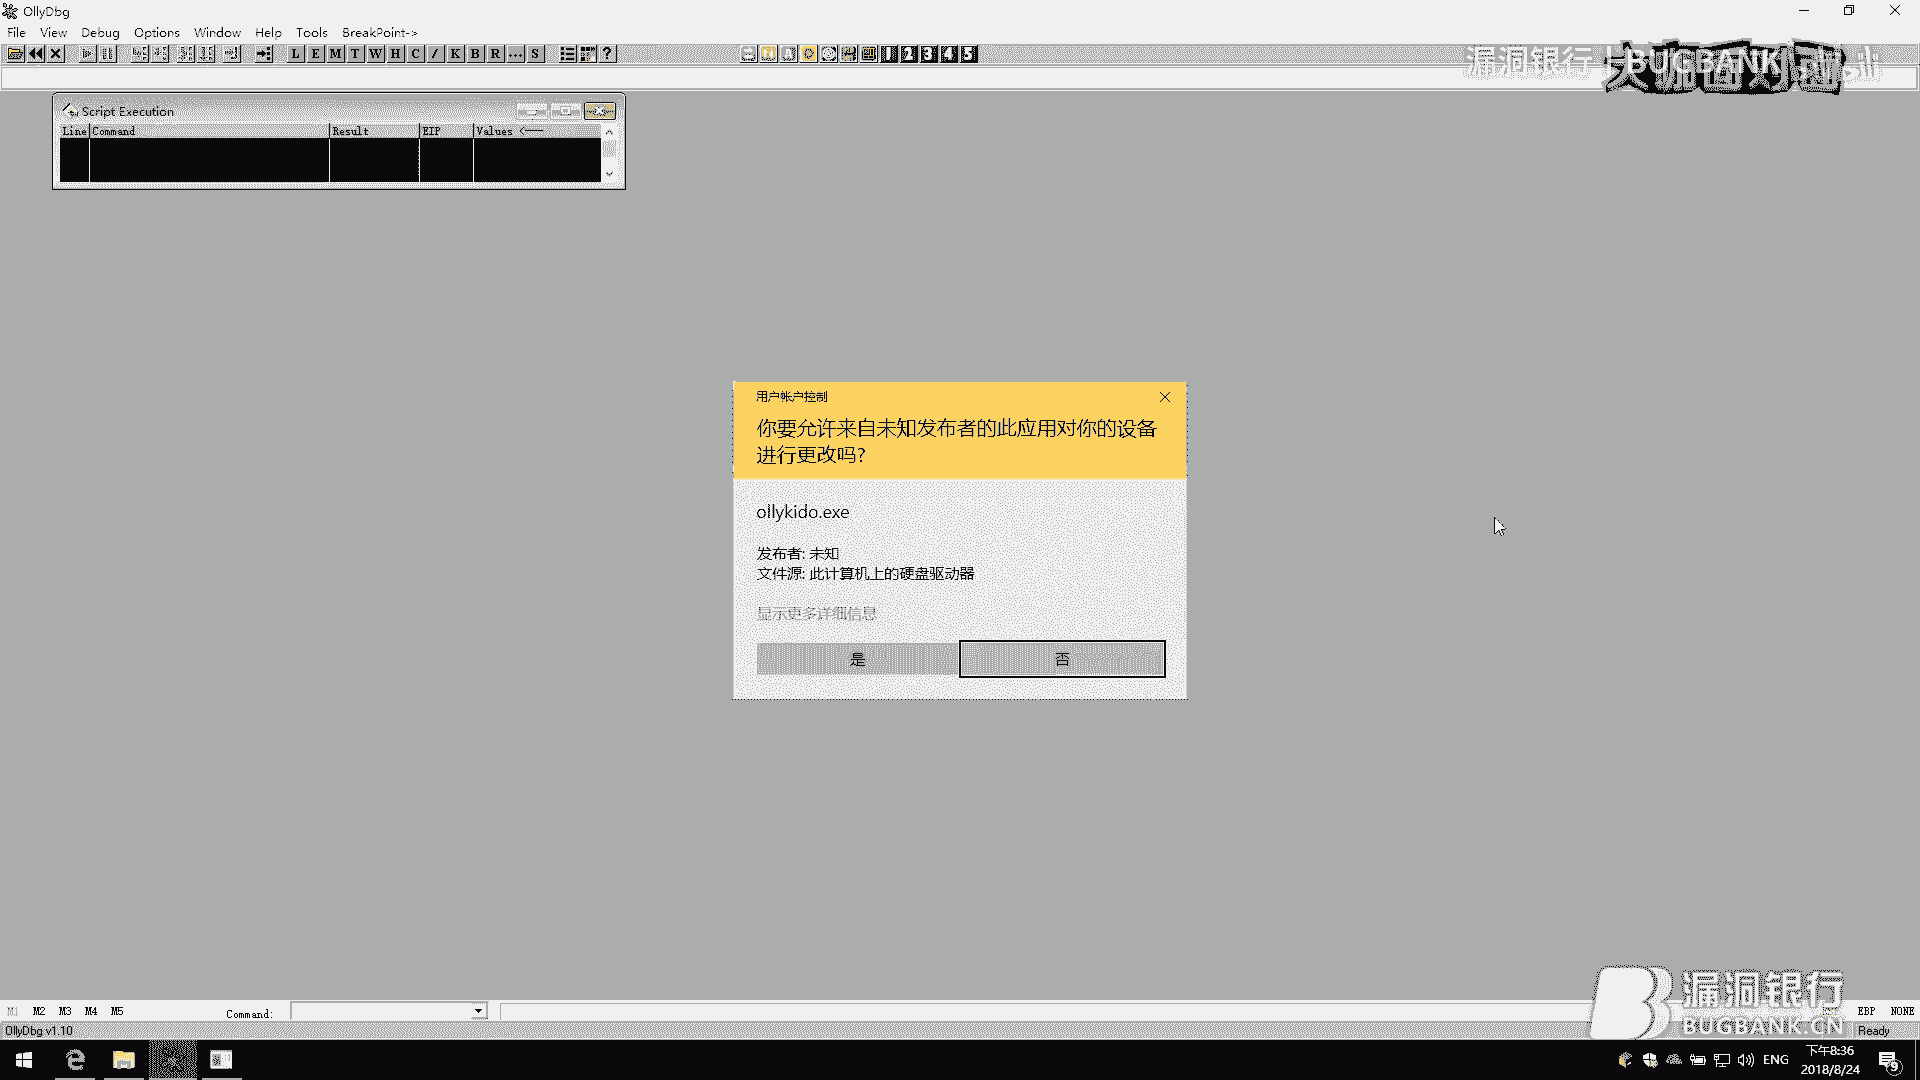 OllyDbg
File View Debug Options Window Help Tools BreakPoint->
L E M T W H C / K B R ... S ? 1 2 3 4 5
漏洞银行 | BUGBANK
Script Execution
Line Command Result EIP Values <---
用户帐户控制
你要允许来自未知发布者的此应用对你的设备
进行更改吗?
ollykido.exe
发布者: 未知
文件源: 此计算机上的硬盘驱动器
显示更多详细信息
是 否
漏洞银行
BUGBANK.CN
M1 M2 M3 M4 M5 Command: EBP NONE
OllyDbg v1.10 Ready
ENG
下午8:36
2018/8/24
9